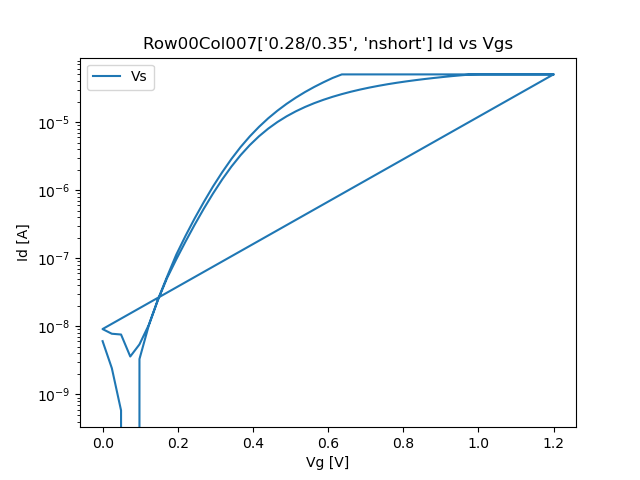 Row00Col007['0.28/0.35', 'nshort'] Id vs Vgs
Vs
Id [A]
10⁻⁵
10⁻⁶
10⁻⁷
10⁻⁸
10⁻⁹
0.0 0.2 0.4 0.6 0.8 1.0 1.2
Vg [V]